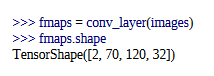 >>> fmaps = conv_layer(images)
>>> fmaps.shape
TensorShape([2, 70, 120, 32])